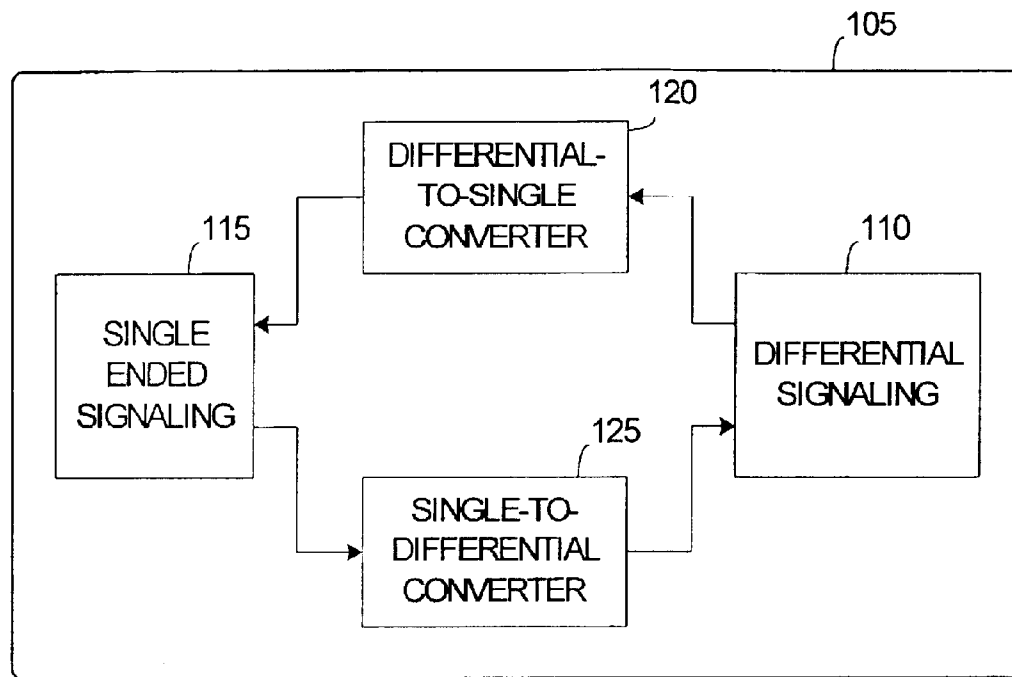 105
120
DIFFERENTIAL-
TO-SINGLE
CONVERTER
115
SINGLE
ENDED
SIGNALING
110
DIFFERENTIAL
SIGNALING
125
SINGLE-TO-
DIFFERENTIAL
CONVERTER